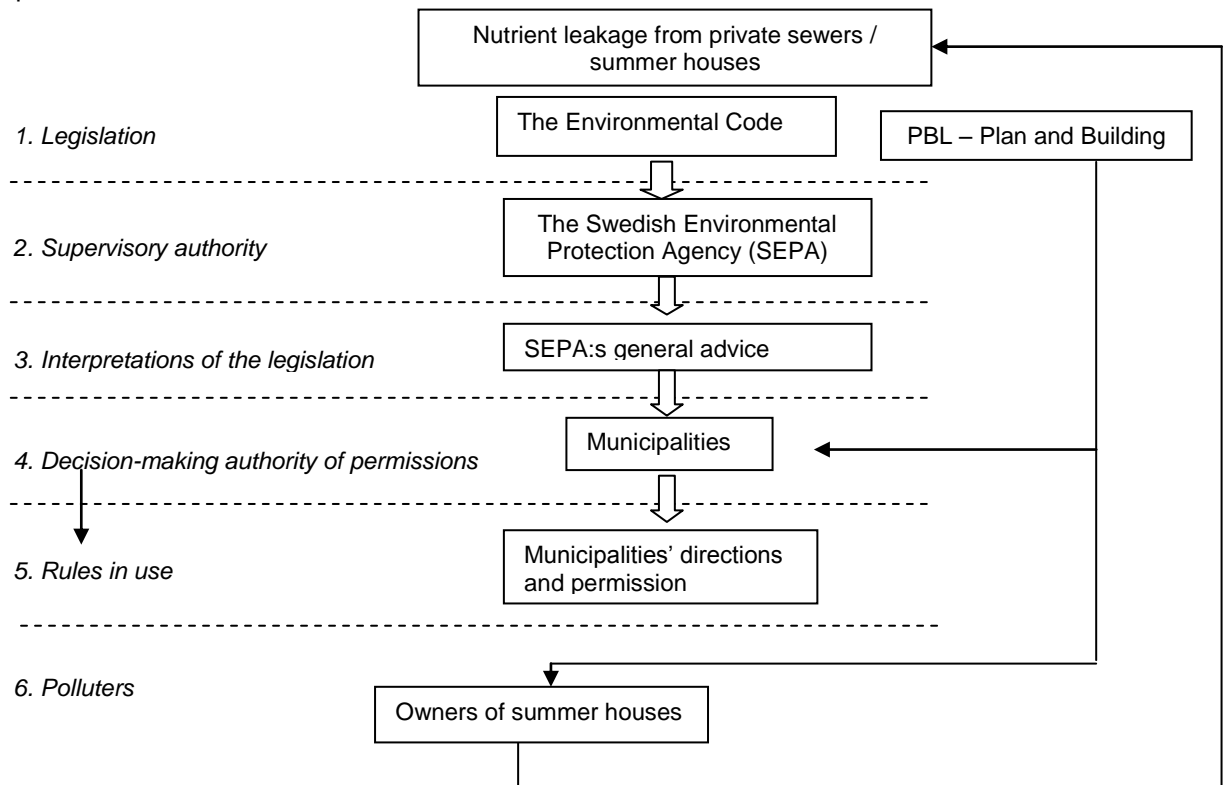 Nutrient leakage from private sewers /
summer houses
1. Legislation
The Environmental Code
PBL – Plan and Building
2. Supervisory authority
The Swedish Environmental
Protection Agency (SEPA)
3. Interpretations of the legislation
SEPA:s general advice
4. Decision-making authority of permissions
Municipalities
5. Rules in use
Municipalities’ directions
and permission
6. Polluters
Owners of summer houses